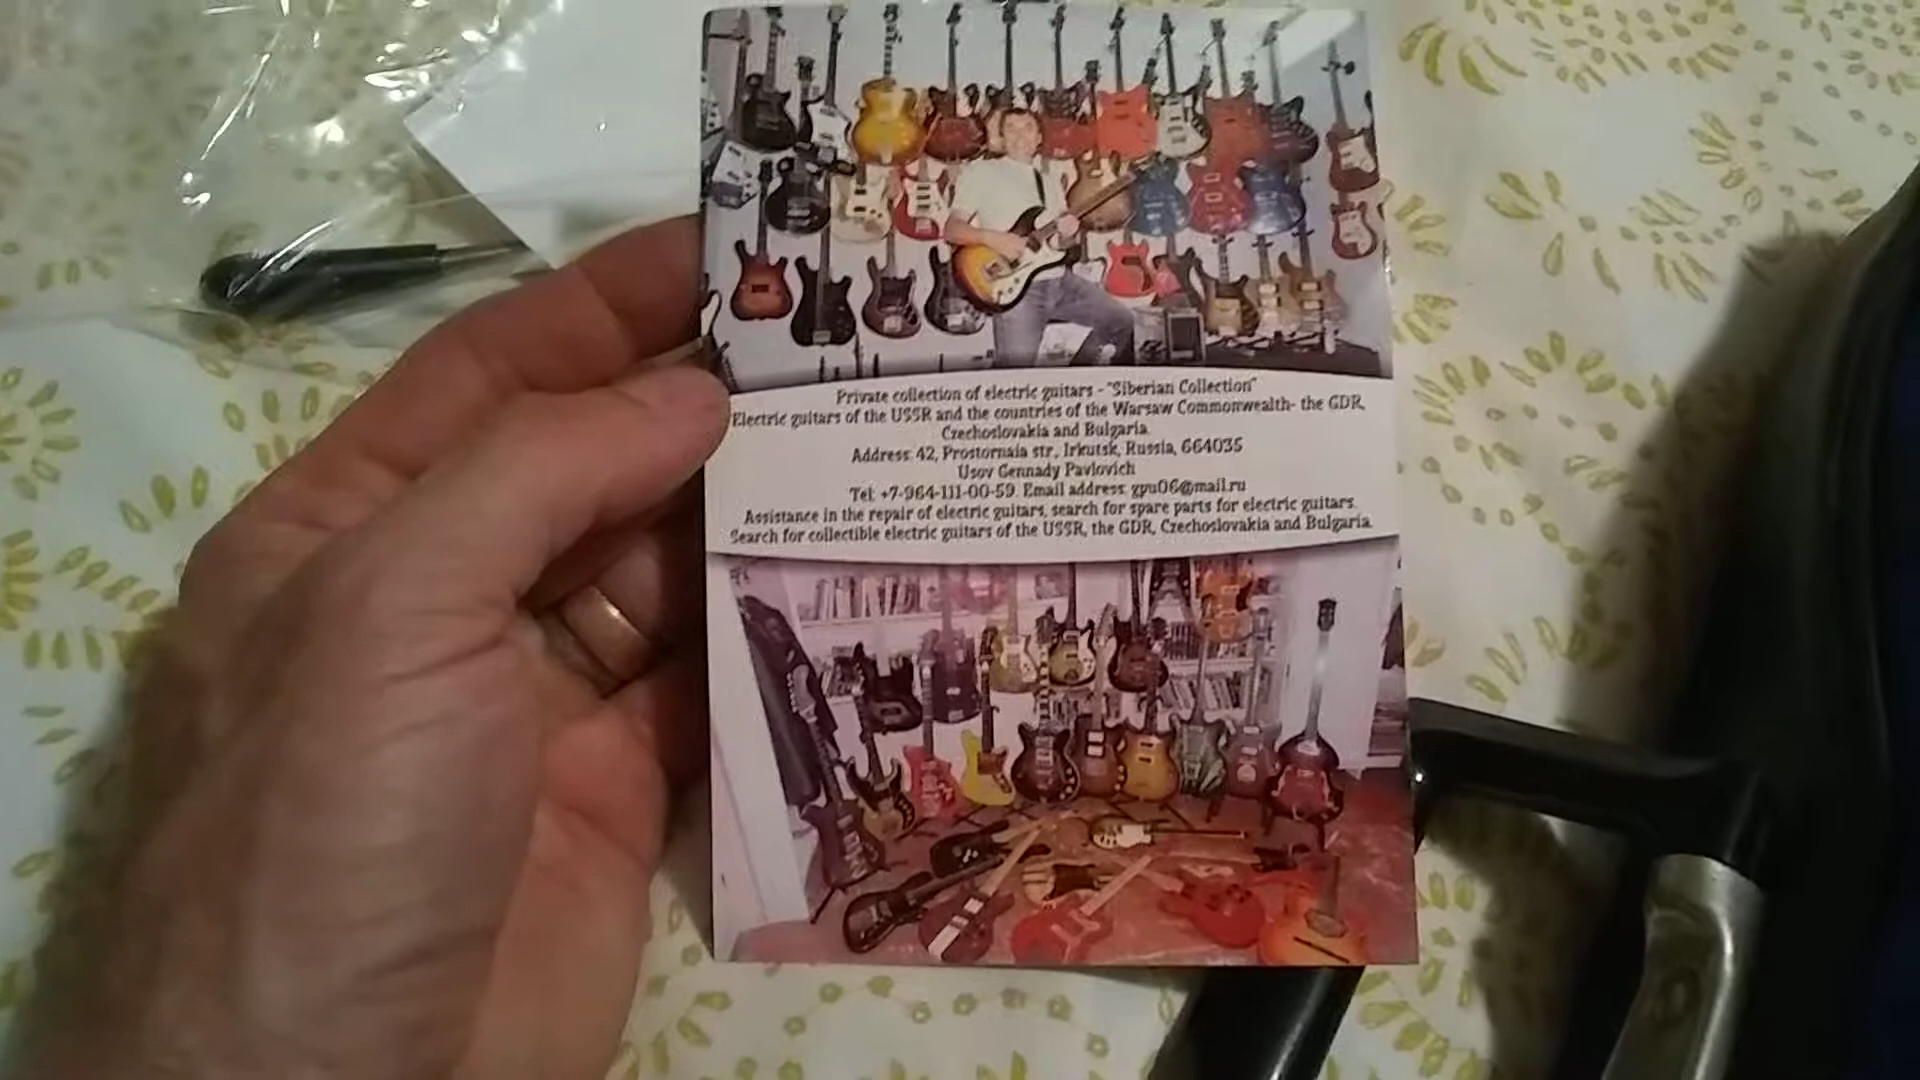 Private collection of electric guitars - "Siberian Collection"
Electric guitars of the USSR and the countries of the Warsaw Commonwealth- the GDR,
Czechoslovakia and Bulgaria.
Address: 42, Prostornaia str., Irkutsk, Russia, 664035
Usov Gennady Pavlovich
Tel: +7-964-111-00-59. Email address: gpu06@mail.ru
Assistance in the repair of electric guitars, search for spare parts for electric guitars.
Search for collectible electric guitars of the USSR, the GDR, Czechoslovakia and Bulgaria.